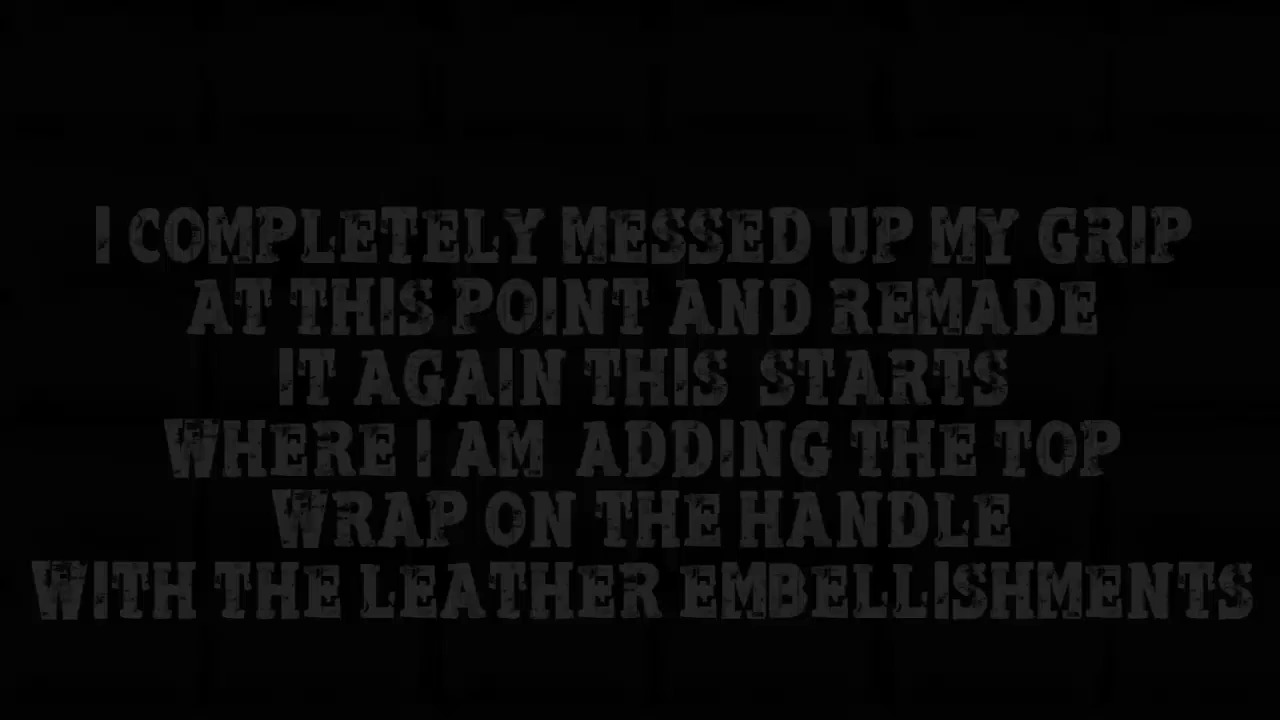 I COMPLETELY MESSED UP MY GRIP
AT THIS POINT AND REMADE
IT AGAIN THIS STARTS
WHERE I AM ADDING THE TOP
WRAP ON THE HANDLE
WITH THE LEATHER EMBELLISHMENTS